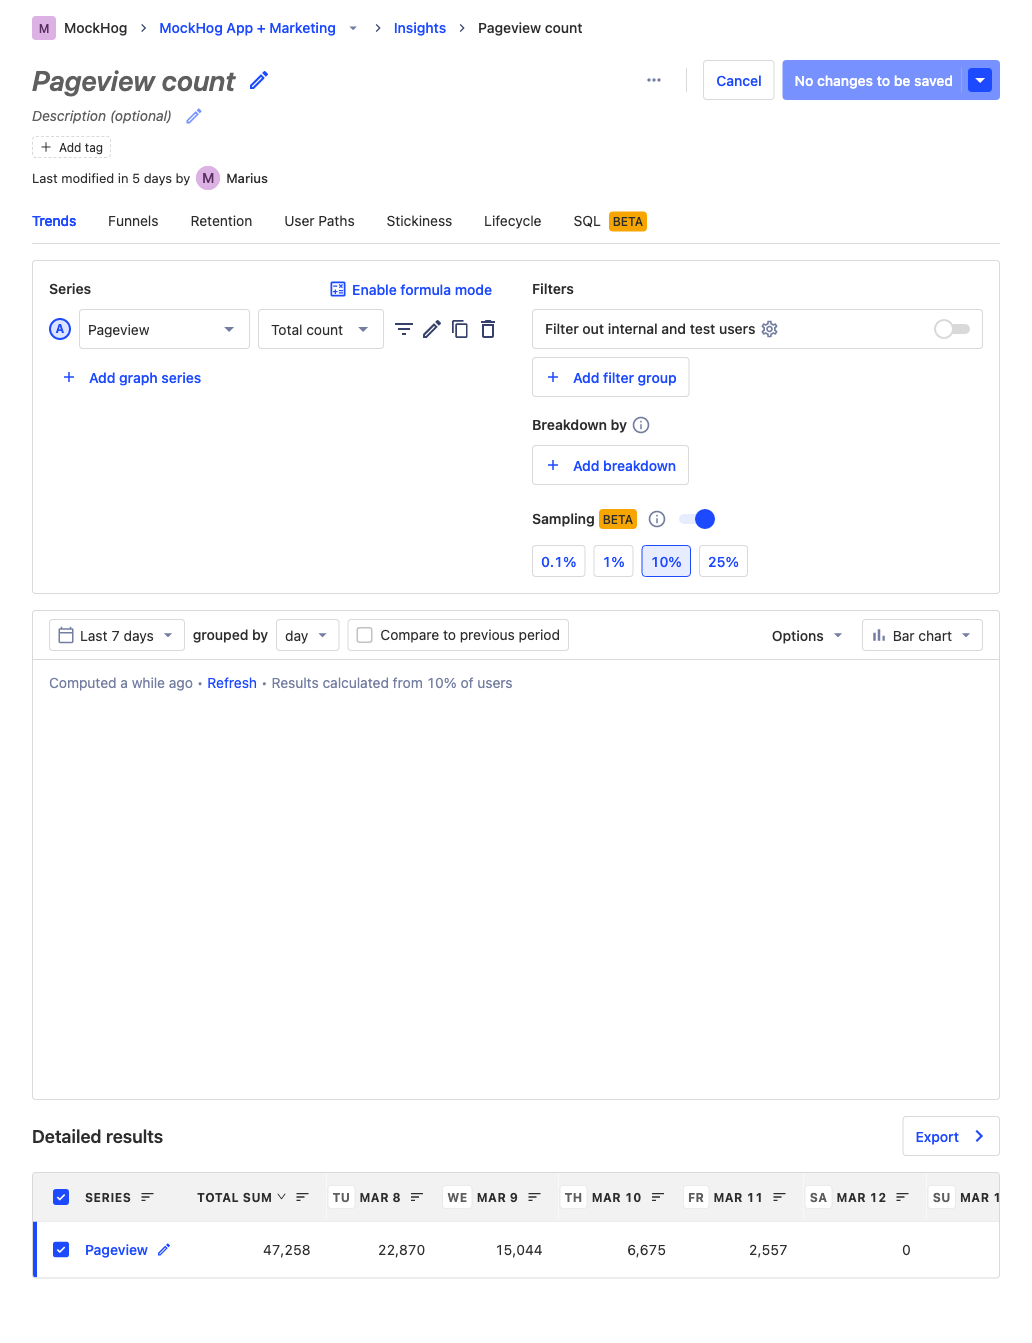 M MockHog > MockHog App + Marketing > Insights > Pageview count
Pageview count
Cancel
No changes to be saved
Description (optional)
+ Add tag
Last modified in 5 days by M Marius
Trends Funnels Retention User Paths Stickiness Lifecycle SQL BETA
Series
Enable formula mode
A Pageview Total count
+ Add graph series
Filters
Filter out internal and test users
+ Add filter group
Breakdown by
+ Add breakdown
Sampling BETA
0.1% 1% 10% 25%
Last 7 days grouped by day Compare to previous period Options Bar chart
Computed a while ago • Refresh • Results calculated from 10% of users
Detailed results
Export
SERIES TOTAL SUM TU MAR 8 WE MAR 9 TH MAR 10 FR MAR 11 SA MAR 12 SU MAR 1
Pageview 47,258 22,870 15,044 6,675 2,557 0